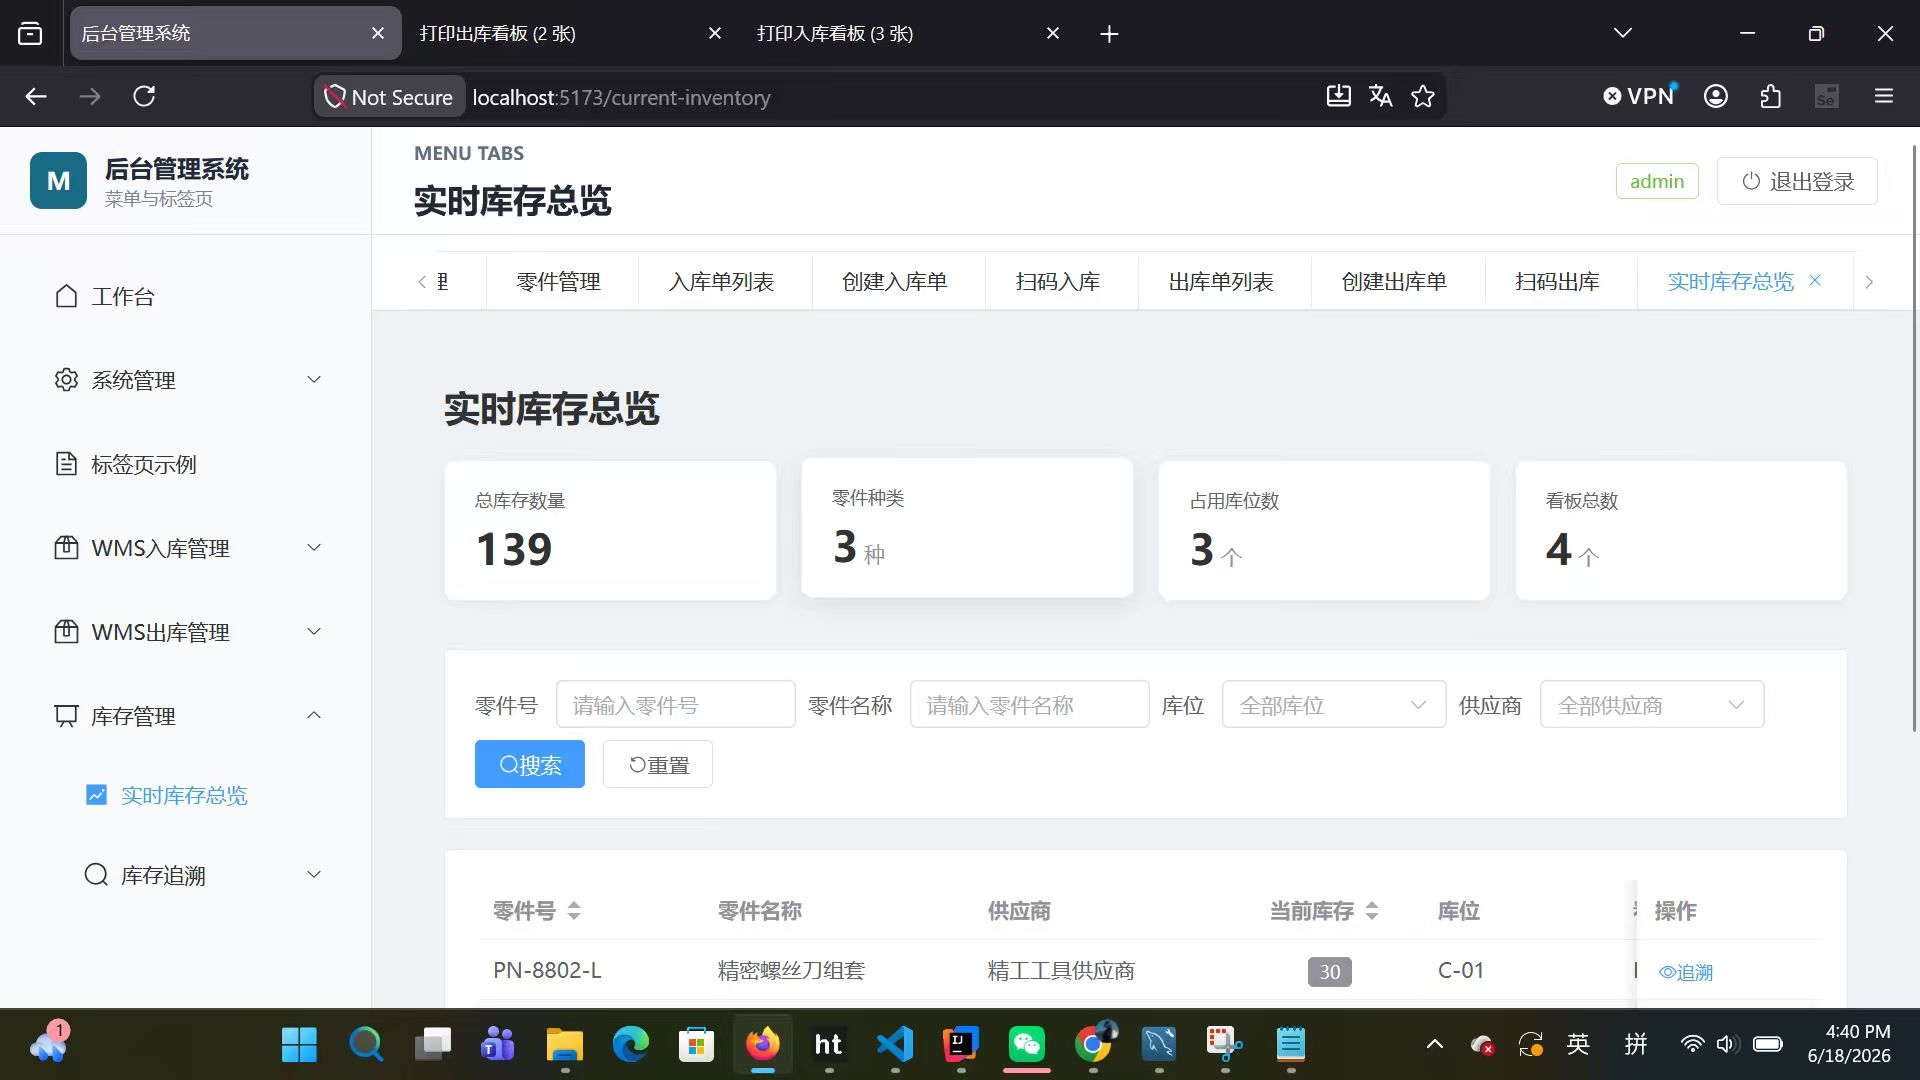 后台管理系统
打印出库看板 (2 张)
打印入库看板 (3 张)
Not Secure
localhost:5173/current-inventory
VPN
Se
M
后台管理系统
菜单与标签页
MENU TABS
实时库存总览
admin
退出登录
零件管理
入库单列表
创建入库单
扫码入库
出库单列表
创建出库单
扫码出库
实时库存总览
工作台
系统管理
标签页示例
WMS入库管理
WMS出库管理
库存管理
实时库存总览
库存追溯
实时库存总览
总库存数量
139
零件种类
3 种
占用库位数
3 个
看板总数
4 个
零件号 请输入零件号 零件名称 请输入零件名称 库位 全部库位 供应商 全部供应商
搜索 重置
零件号 零件名称 供应商 当前库存 库位 操作
PN-8802-L 精密螺丝刀组套 精工工具供应商 30 C-01 追溯
1
ht
英
拼
4:40 PM
6/18/2026